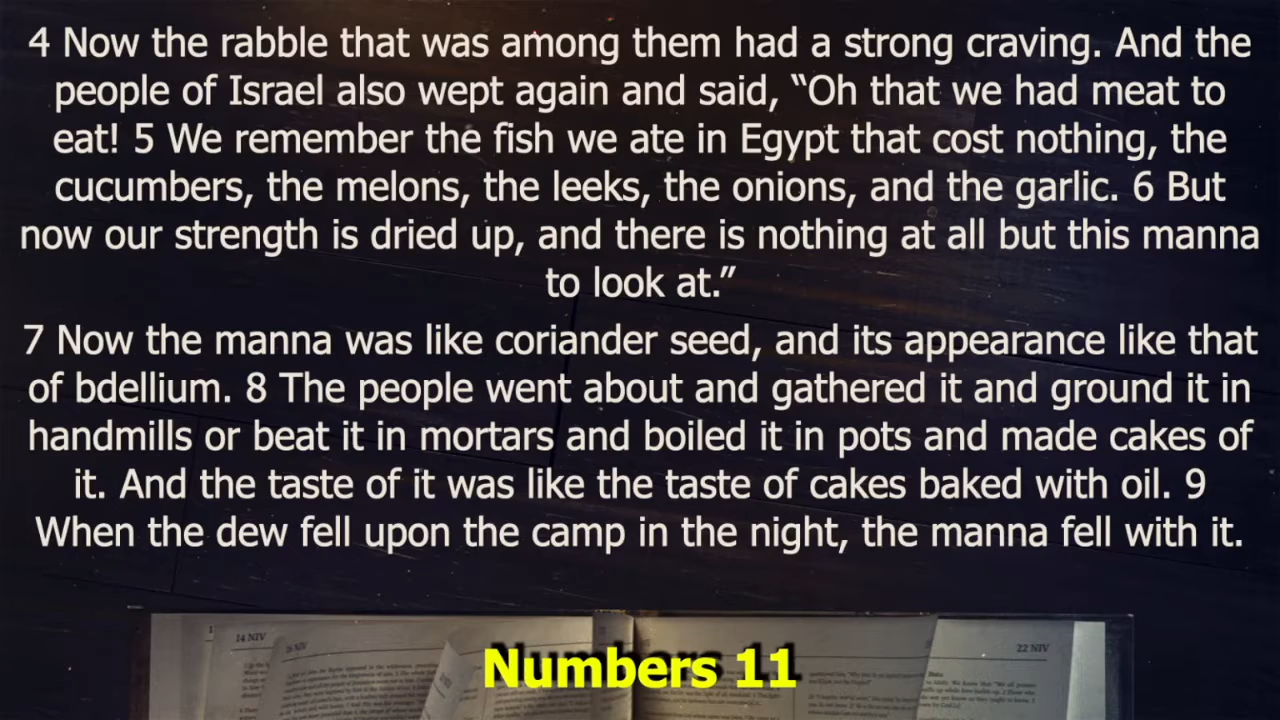 4 Now the rabble that was among them had a strong craving. And the
people of Israel also wept again and said, “Oh that we had meat to
eat! 5 We remember the fish we ate in Egypt that cost nothing, the
cucumbers, the melons, the leeks, the onions, and the garlic. 6 But
now our strength is dried up, and there is nothing at all but this manna
to look at.”
7 Now the manna was like coriander seed, and its appearance like that
of bdellium. 8 The people went about and gathered it and ground it in
handmills or beat it in mortars and boiled it in pots and made cakes of
it. And the taste of it was like the taste of cakes baked with oil. 9
When the dew fell upon the camp in the night, the manna fell with it.
14 NIV
22 NIV
Numbers 11